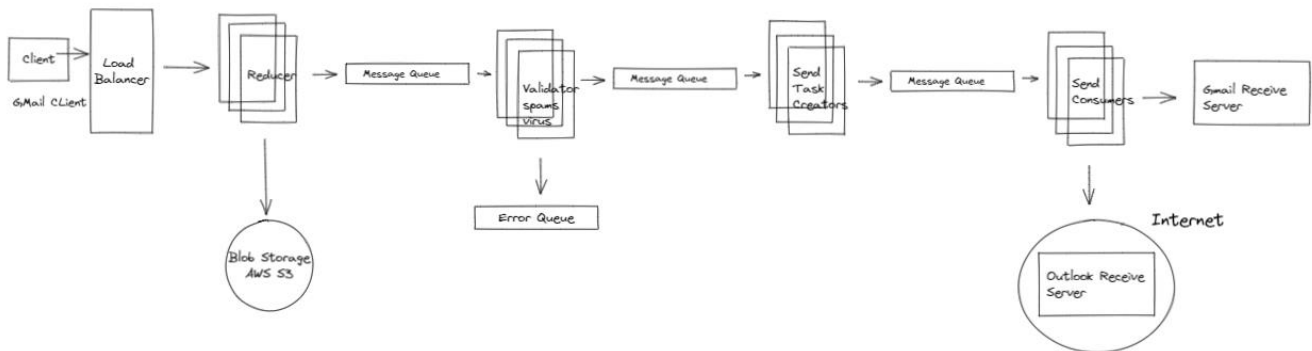 Client
GMail CLient
Load
Balancer
Reducer
Message Queue
Validator
spams
virus
Message Queue
Send
Task
Creators
Message Queue
Send
Consumers
Gmail Receive
Server
Blob Storage
AWS S3
Error Queue
Internet
Outlook Receive
Server